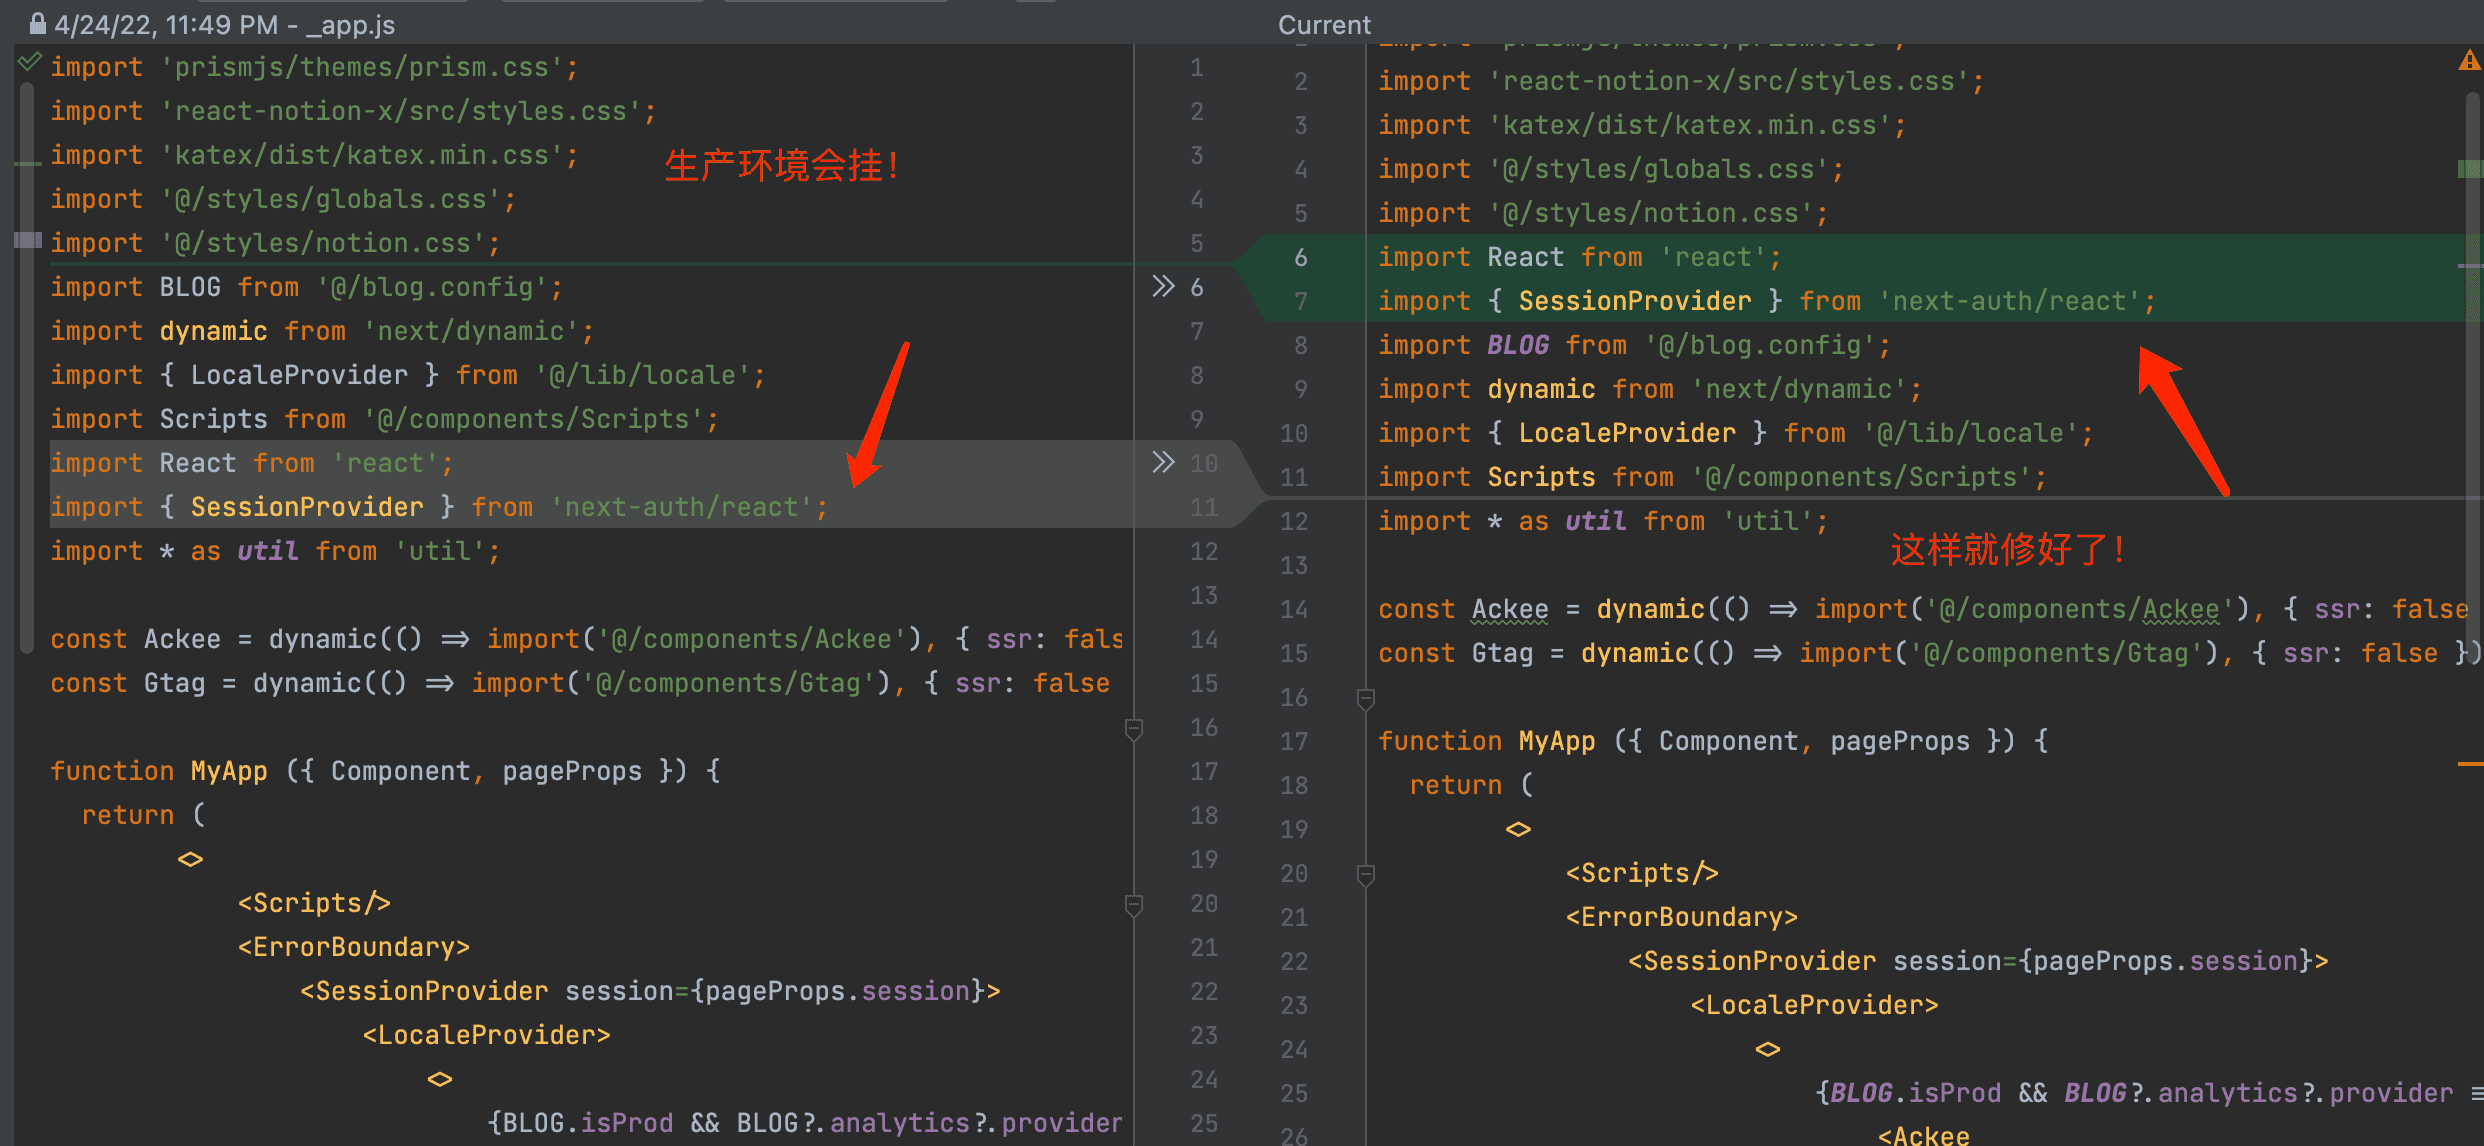 4/24/22, 11:49 PM - _app.js
import 'prismjs/themes/prism.css';
import 'react-notion-x/src/styles.css';
import 'katex/dist/katex.min.css';
import '@/styles/globals.css';
import '@/styles/notion.css';
import BLOG from '@/blog.config';
import dynamic from 'next/dynamic';
import { LocaleProvider } from '@/lib/locale';
import Scripts from '@/components/Scripts';
import React from 'react';
import { SessionProvider } from 'next-auth/react';
import * as util from 'util';
const Ackee = dynamic(() => import('@/components/Ackee'), { ssr: fals
const Gtag = dynamic(() => import('@/components/Gtag'), { ssr: false
function MyApp ({ Component, pageProps }) {
return (
<>
<Scripts/>
<ErrorBoundary>
<SessionProvider session={pageProps.session}>
<LocaleProvider>
<>
{BLOG.isProd && BLOG?.analytics?.provider
生产环境会挂!
1
2
3
4
5
6
7
8
9
10
11
12
13
14
15
16
17
18
19
20
21
22
23
24
25
Current
import 'prismjs/themes/prism.css';
2 import 'react-notion-x/src/styles.css';
3 import 'katex/dist/katex.min.css';
4 import '@/styles/globals.css';
5 import '@/styles/notion.css';
6 import React from 'react';
7 import { SessionProvider } from 'next-auth/react';
8 import BLOG from '@/blog.config';
9 import dynamic from 'next/dynamic';
10 import { LocaleProvider } from '@/lib/locale';
11 import Scripts from '@/components/Scripts';
12 import * as util from 'util';
13
14 const Ackee = dynamic(() => import('@/components/Ackee'), { ssr: false
15 const Gtag = dynamic(() => import('@/components/Gtag'), { ssr: false })
16
17 function MyApp ({ Component, pageProps }) {
18 return (
19 <>
20 <Scripts/>
21 <ErrorBoundary>
22 <SessionProvider session={pageProps.session}>
23 <LocaleProvider>
24 <>
25 {BLOG.isProd && BLOG?.analytics?.provider =
26 <Ackee
这样就修好了!